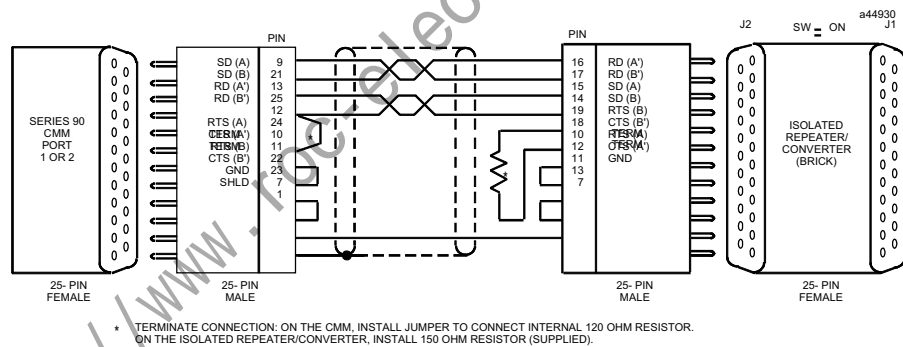 a44930
J2
SW
ON
J1
PIN
PIN
SERIES 90
CMM
PORT
1 OR 2
SD (A) 9
SD (B) 21
RD (A') 13
RD (B') 25
12
RTS (A) 24
10
11
CTS (B') 22
GND 23
SHLD 7
1
16 RD (A')
17 RD (B')
15 SD (A)
14 SD (B)
19 RTS (B)
18 CTS (B')
10
12
11 GND
13
7
ISOLATED
REPEATER/
CONVERTER
(BRICK)
25- PIN
FEMALE
25- PIN
MALE
25- PIN
MALE
25- PIN
FEMALE
* TERMINATE CONNECTION: ON THE CMM, INSTALL JUMPER TO CONNECT INTERNAL 120 OHM RESISTOR.
ON THE ISOLATED REPEATER/CONVERTER, INSTALL 150 OHM RESISTOR (SUPPLIED).
//www.roc-elec